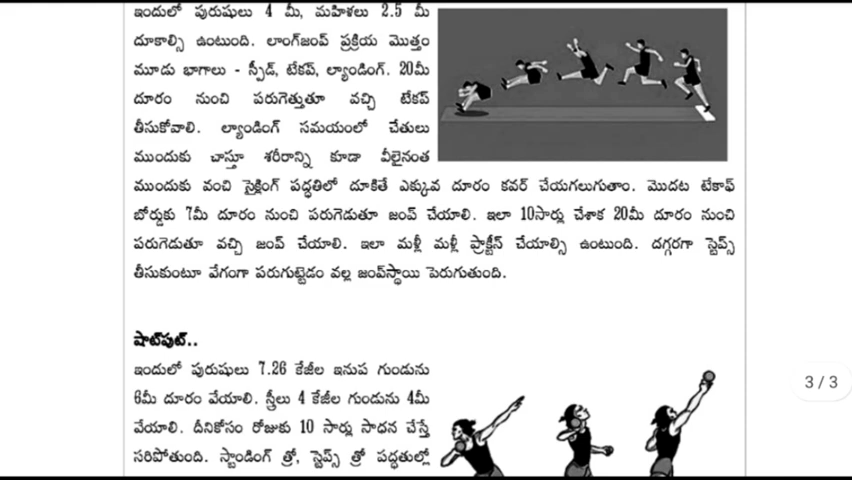 ఇందులో పురుషులు 4 మీ, మహిళలు 2.5 మీ
దూకాల్సి ఉంటుంది. లాంగ్‌జంప్ ప్రక్రియ మొత్తం
మూడు భాగాలు - స్పీడ్, టేకప్, ల్యాండింగ్. 20మీ
దూరం నుంచి పరుగెత్తుతూ వచ్చి టేకప్
తీసుకోవాలి. ల్యాండింగ్ సమయంలో చేతులు
ముందుకు చాస్తూ శరీరాన్ని కూడా వీలైనంత
ముందుకు వంచి సైక్లింగ్ పద్ధతిలో దూకితే ఎక్కువ దూరం కవర్ చేయగలుగుతాం. మొదట టేకాఫ్
బోర్డుకు 7మీ దూరం నుంచి పరుగెడుతూ జంప్ చేయాలి. ఇలా 10సార్లు చేశాక 20మీ దూరం నుంచి
పరుగెడుతూ వచ్చి జంప్ చేయాలి. ఇలా మళ్లీ మళ్లీ ప్రాక్టీస్ చేయాల్సి ఉంటుంది. దగ్గరగా స్టెప్స్
తీసుకుంటూ వేగంగా పరుగుట్టెడం వల్ల జంప్‌స్థాయి పెరుగుతుంది.
షాట్‌పుట్..
ఇందులో పురుషులు 7.26 కేజీల ఇనుప గుండును
6మీ దూరం వేయాలి. స్త్రీలు 4 కేజీల గుండును 4మీ
వేయాలి. దీనికోసం రోజుకు 10 సార్లు సాధన చేస్తే
సరిపోతుంది. స్టాండింగ్ త్రో, స్టెప్స్ త్రో పద్ధతుల్లో
3 / 3